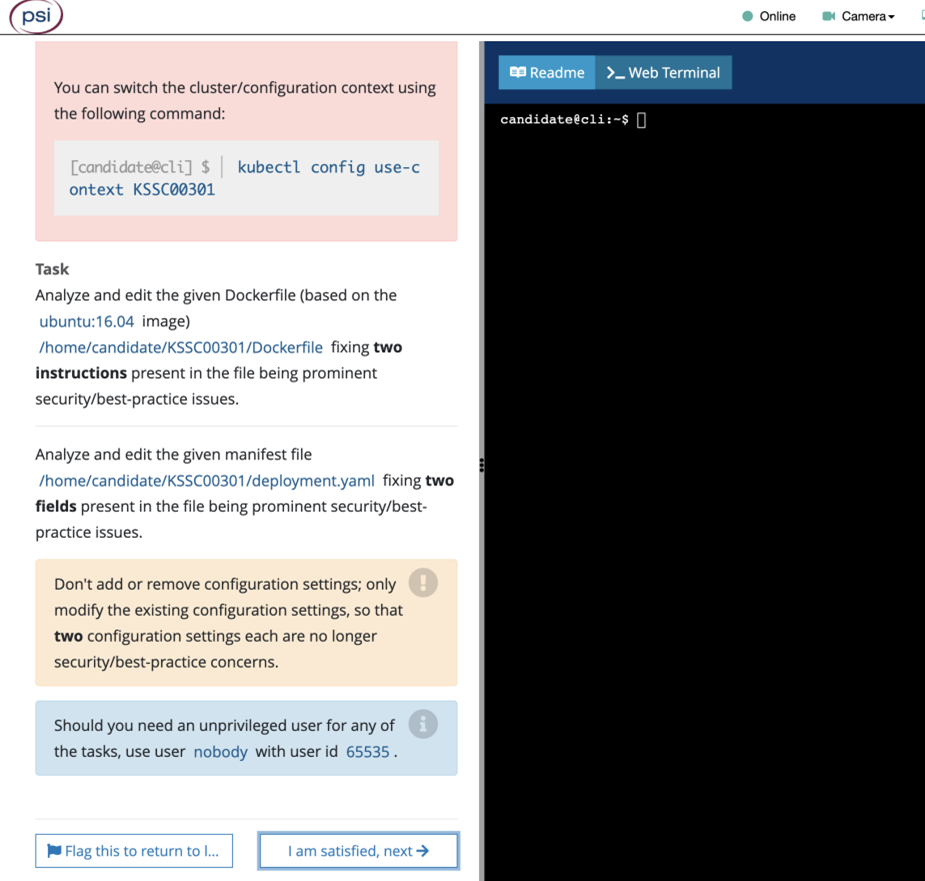 psi
Online
Camera
You can switch the cluster/configuration context using
the following command:
[candidate@cli] $ | kubectl config use-c
ontext KSSC00301
Readme
Web Terminal
candidate@cli:~$
Task
Analyze and edit the given Dockerfile (based on the
ubuntu:16.04 image)
/home/candidate/KSSC00301/Dockerfile fixing two
instructions present in the file being prominent
security/best-practice issues.
Analyze and edit the given manifest file
/home/candidate/KSSC00301/deployment.yaml fixing two
fields present in the file being prominent security/best-
practice issues.
Don't add or remove configuration settings; only
modify the existing configuration settings, so that
two configuration settings each are no longer
security/best-practice concerns.
Should you need an unprivileged user for any of
the tasks, use user nobody with user id 65535 .
Flag this to return to l...
I am satisfied, next →